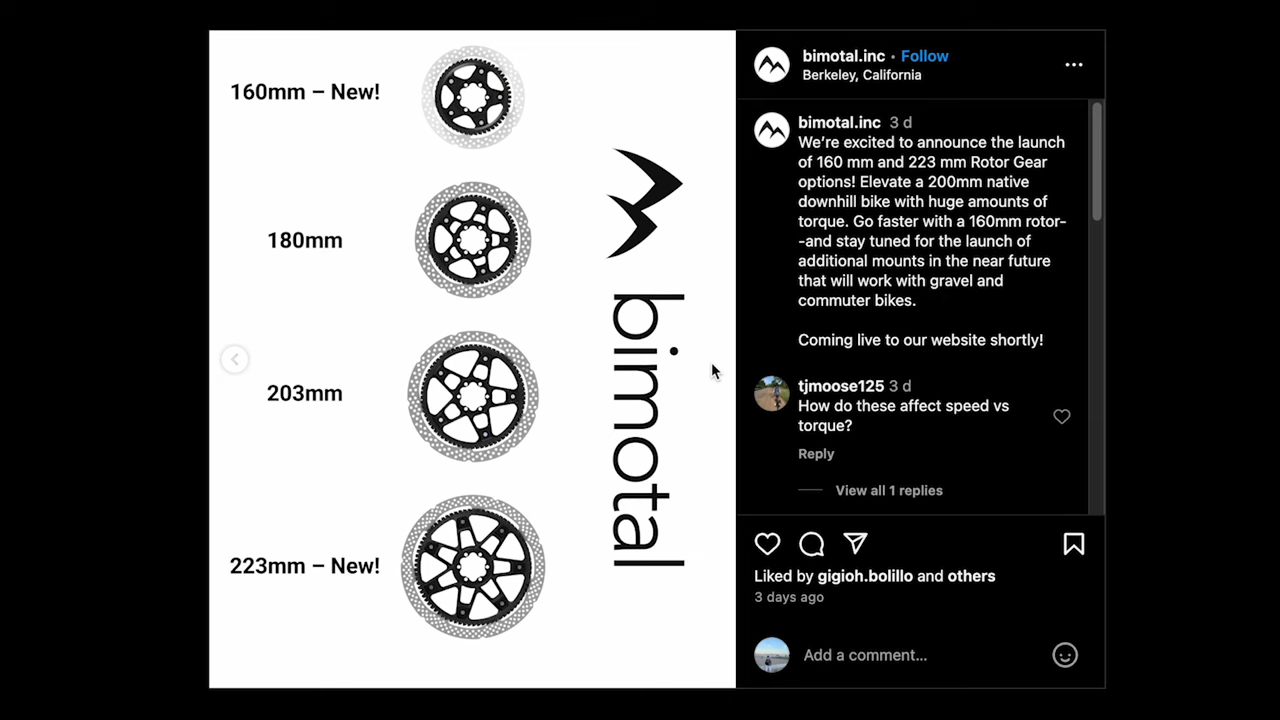 160mm – New!
180mm
203mm
223mm – New!
bimotal
bimotal.inc • Follow
Berkeley, California
bimotal.inc 3 d
We’re excited to announce the launch
of 160 mm and 223 mm Rotor Gear
options! Elevate a 200mm native
downhill bike with huge amounts of
torque. Go faster with a 160mm rotor-
-and stay tuned for the launch of
additional mounts in the near future
that will work with gravel and
commuter bikes.
Coming live to our website shortly!
tjmoose125 3 d
How do these affect speed vs
torque?
Reply
View all 1 replies
Liked by gigioh.bolillo and others
3 days ago
Add a comment...